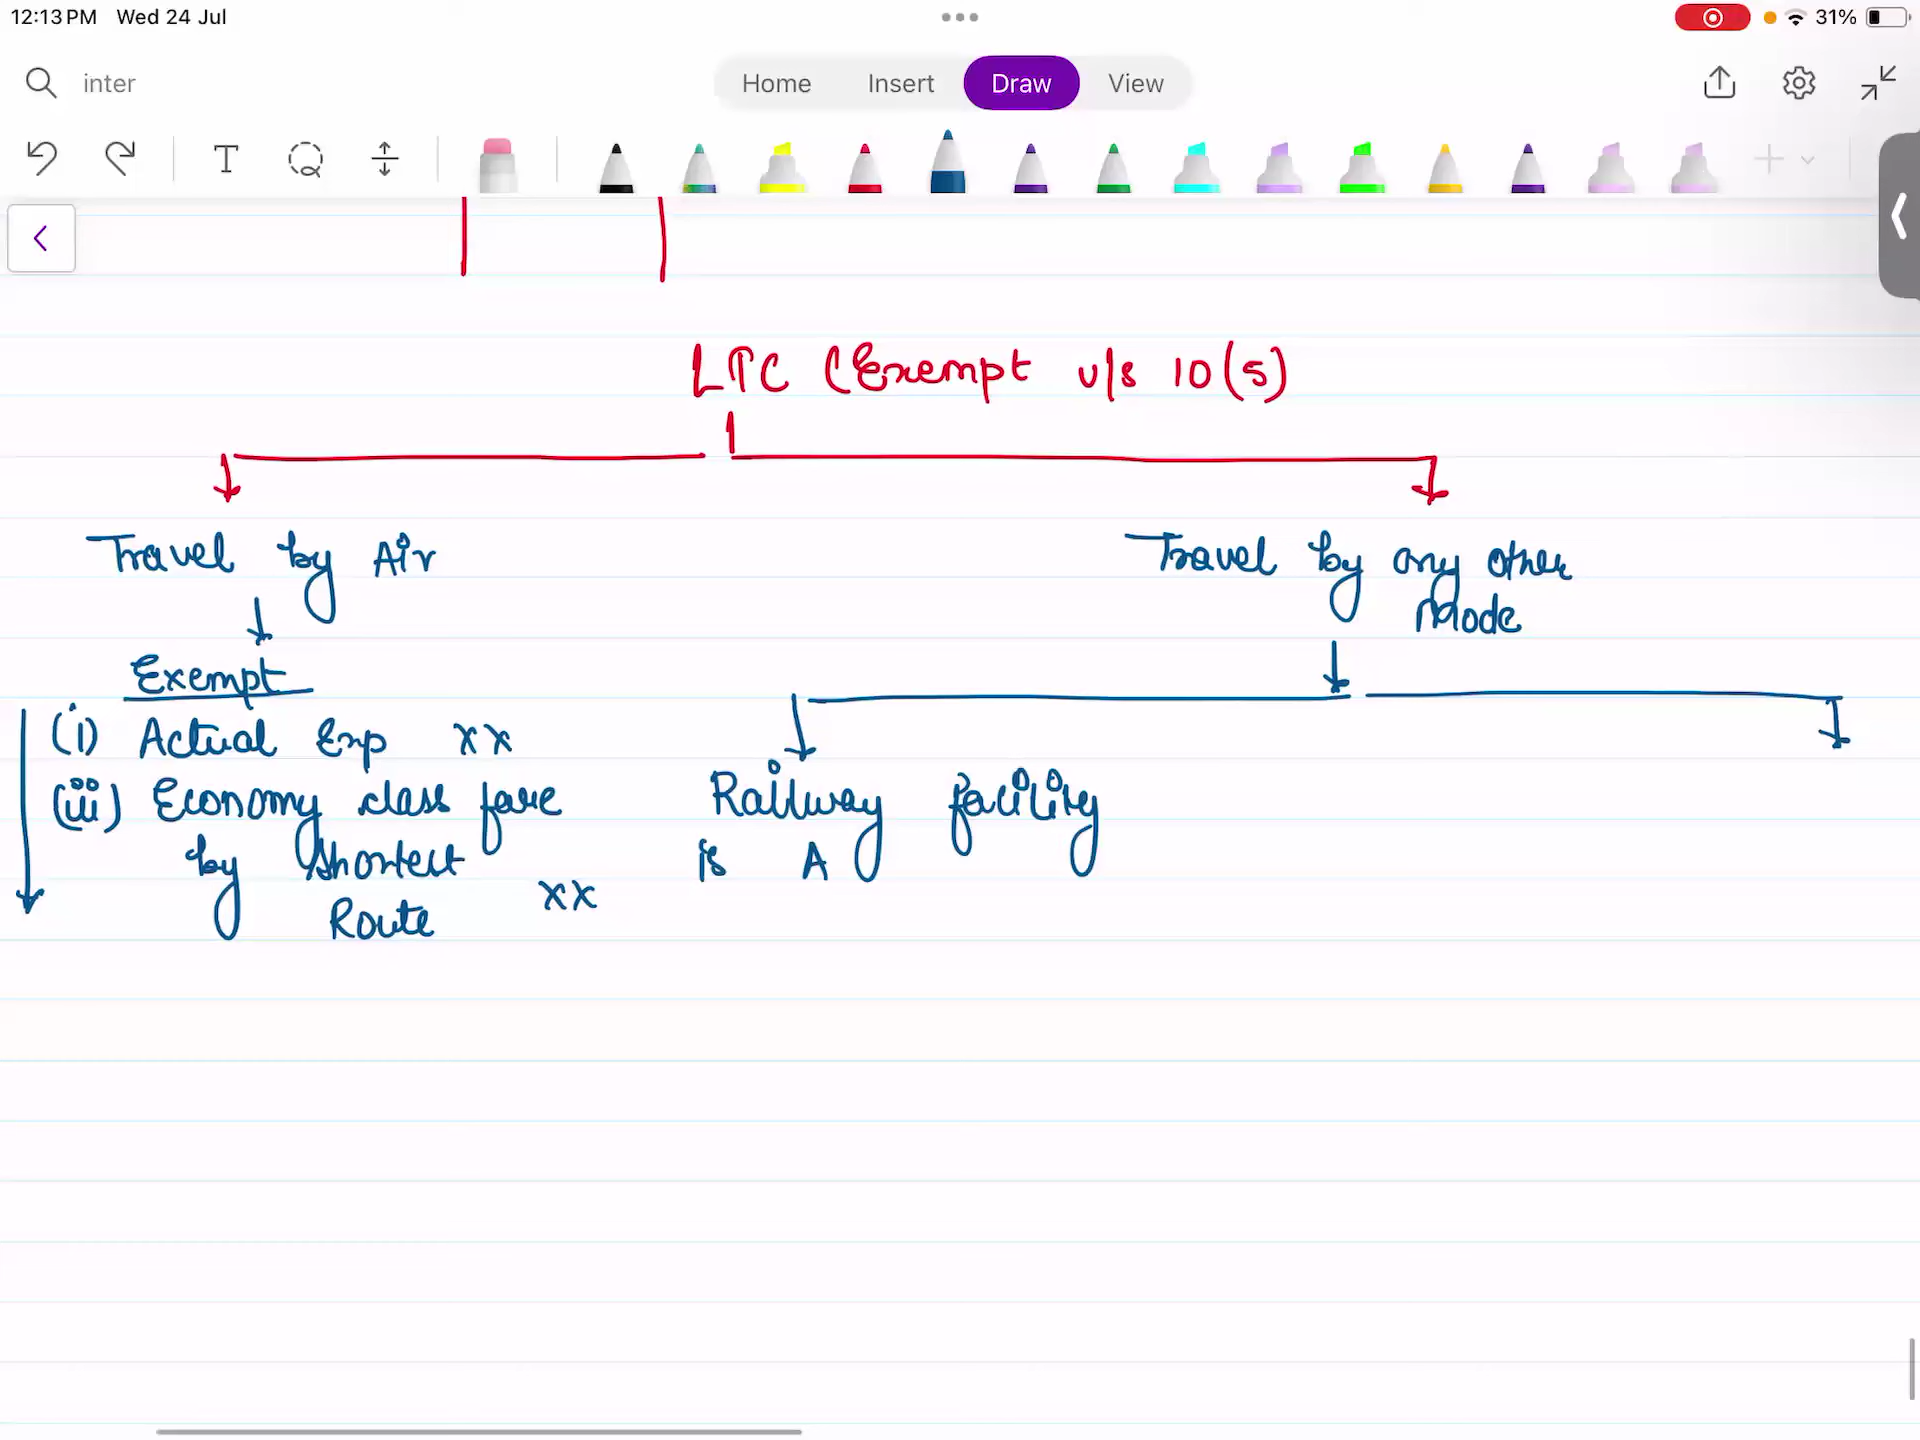 12:13 PM Wed 24 Jul
31%
inter
Home Insert Draw View
T
LTC (Exempt u/s 10(5)
Travel by Air
Travel by any other
Mode
Exempt
(i) Actual Exp xx
(iii) Economy class fare
by shortest
Route xx
Railway facility
is A